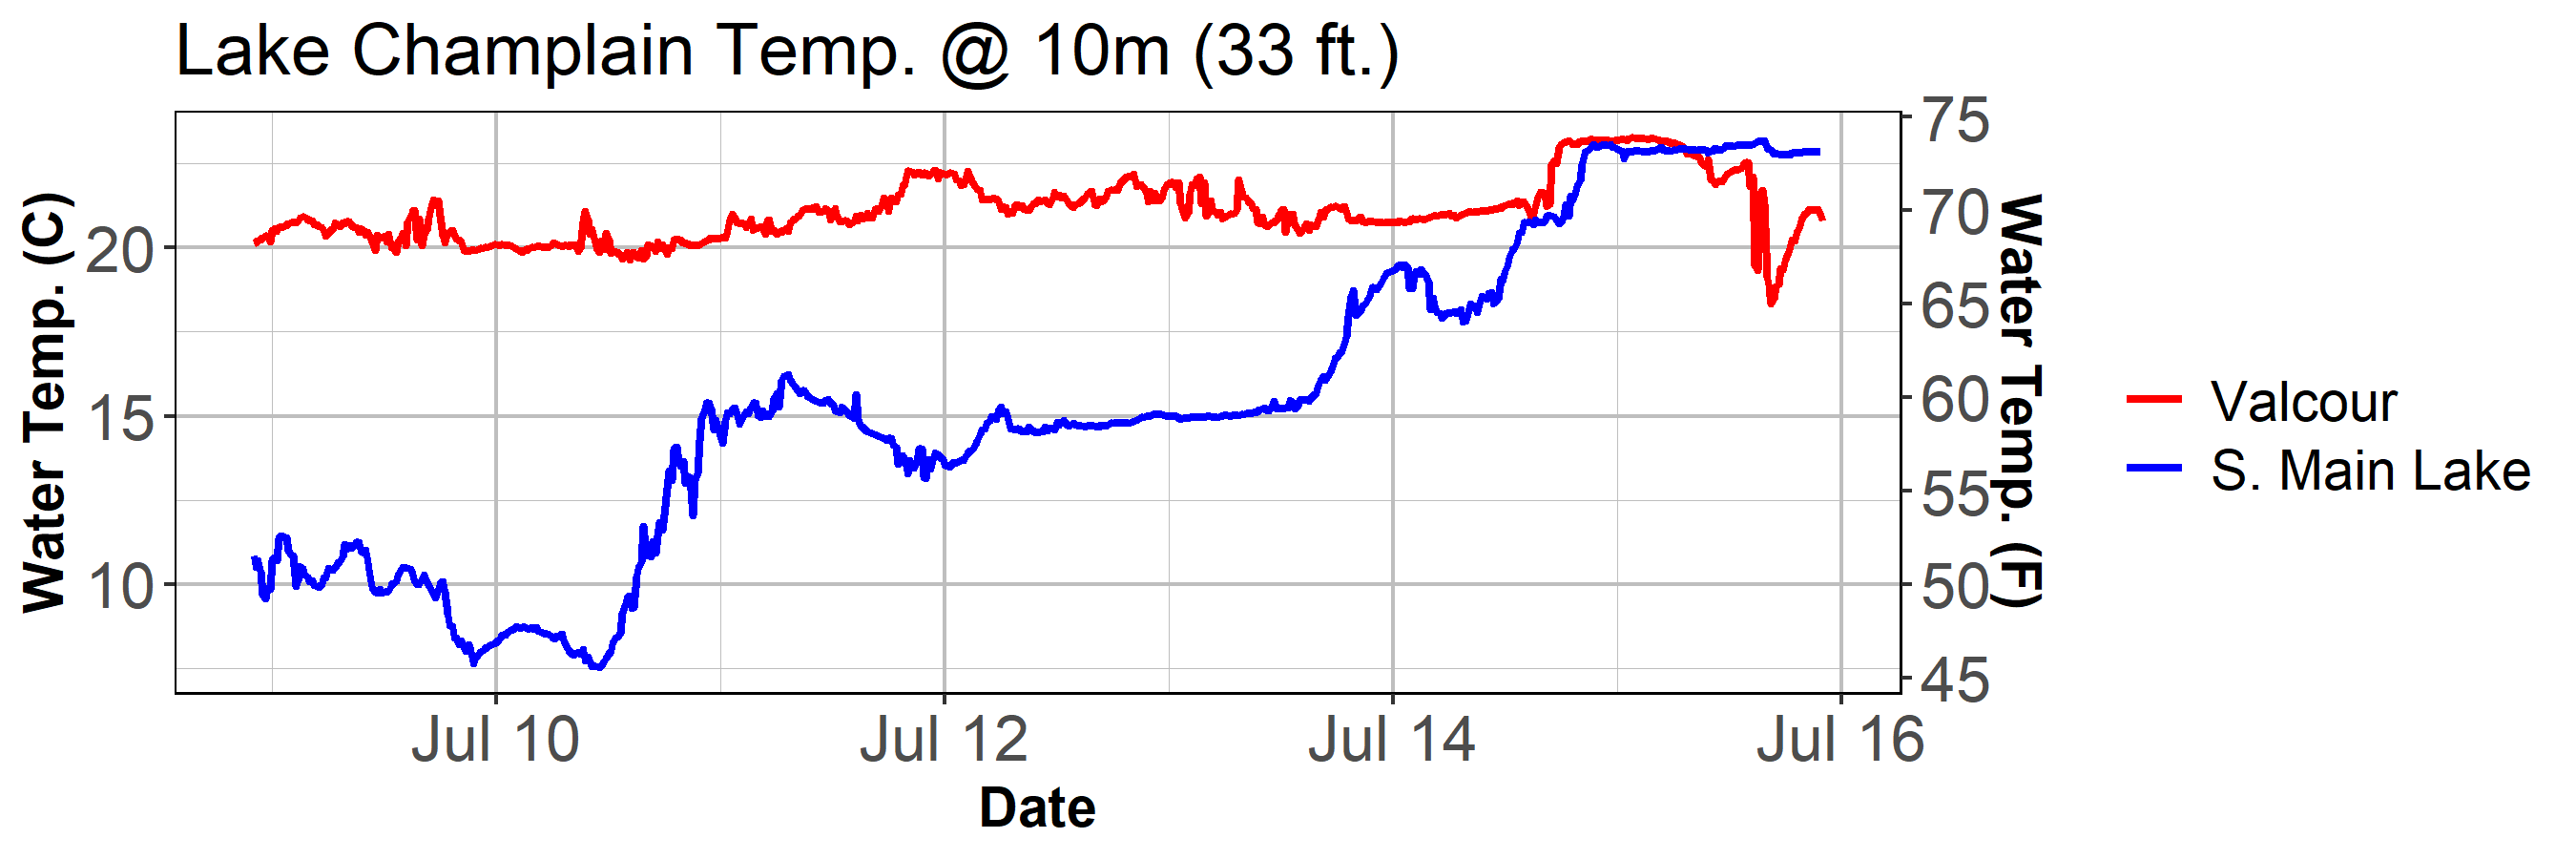 Lake Champlain Temp. @ 10m (33 ft.)
Water Temp. (C)
20
15
10
75
70
65
60
55
50
45
Water Temp. (F)
Jul 10
Jul 12
Jul 14
Jul 16
Date
Valcour
S. Main Lake